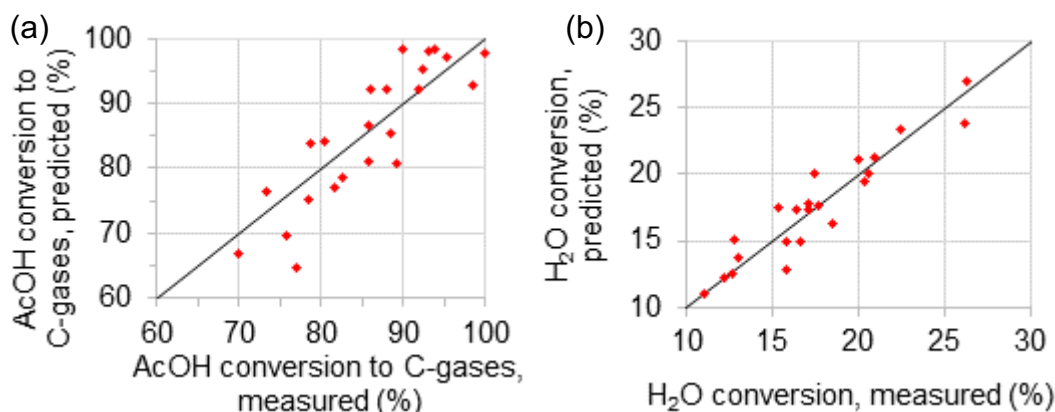 (a)
AcOH conversion to
C-gases, predicted (%)
100
90
80
70
60
60 70 80 90 100
AcOH conversion to C-gases,
measured (%)
(b)
H₂O conversion,
predicted (%)
30
25
20
15
10
10 15 20 25 30
H₂O conversion, measured (%)